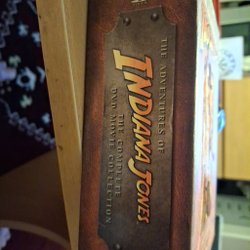 THE ADVENTURES OF
INDIANA JONES
THE COMPLETE
DVD MOVIE COLLECTION